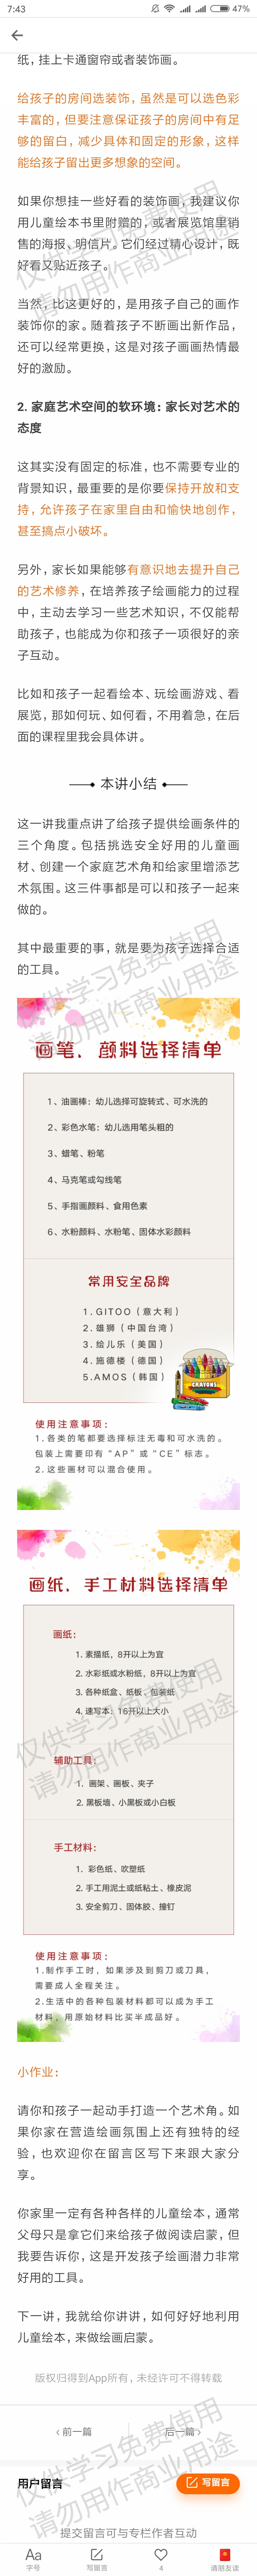 7:43
47%
纸，挂上卡通窗帘或者装饰画。
给孩子的房间选装饰，虽然是可以选色彩
丰富的，但要注意保证孩子的房间中有足
够的留白，减少具体和固定的形象，这样
能给孩子留出更多想象的空间。
如果你想挂一些好看的装饰画，我建议你
用儿童绘本书里附赠的，或者展览馆里销
售的海报、明信片。它们经过精心设计，既
好看又贴近孩子。
当然，比这更好的，是用孩子自己的画作
装饰你的家。随着孩子不断画出新作品，
还可以经常更换，这是对孩子画画热情最
好的激励。
2. 家庭艺术空间的软环境：家长对艺术的
态度
这其实没有固定的标准，也不需要专业的
背景知识，最重要的是你要保持开放和支
持，允许孩子在家里自由和愉快地创作，
甚至搞点小破坏。
另外，家长如果能够有意识地去提升自己
的艺术修养，在培养孩子绘画能力的过程
中，主动去学习一些艺术知识，不仅能帮
助孩子，也能成为你和孩子一项很好的亲
子互动。
比如和孩子一起看绘本、玩绘画游戏、看
展览，那如何玩、如何看，不用着急，在后
面的课程里我会具体讲。
本讲小结
这一讲我重点讲了给孩子提供绘画条件的
三个角度。包括挑选安全好用的儿童画
材、创建一个家庭艺术角和给家里增添艺
术氛围。这三件事都是可以和孩子一起来
做的。
其中最重要的事，就是要为孩子选择合适
的工具。
画笔、颜料选择清单
1、油画棒：幼儿选择可旋转式、可水洗的
2、彩色水笔：幼儿选用笔头粗的
3、蜡笔、粉笔
4、马克笔或勾线笔
5、手指画颜料、食用色素
6、水粉颜料、水粉笔、固体水彩颜料
常用安全品牌
1.GITOO（意大利）
2.雄狮（中国台湾）
3.绘儿乐（美国）
4.施德楼（德国）
5.AMOS（韩国）
CRAYONS
使用注意事项：
1.各类的笔都要选择标注无毒和可水洗的。
包装上需要印有“AP”或“CE”标志。
2.这些画材可以混合使用。
画纸、手工材料选择清单
画纸：
1. 素描纸，8开以上为宜
2. 水彩纸或水粉纸，8开以上为宜
3. 各种纸盒、纸板、包装纸
4. 速写本：16开以上大小
辅助工具：
1. 画架、画板、夹子
2. 黑板墙、小黑板或小白板
手工材料：
1. 彩色纸、吹塑纸
2. 手工用泥土或纸粘土、橡皮泥
3. 安全剪刀、固体胶、撞钉
使用注意事项：
1.制作手工时，如果涉及到剪刀或刀具，
需要成人全程关注。
2.生活中的各种包装材料都可以成为手工
材料，用原始材料比买半成品好。
小作业：
请你和孩子一起动手打造一个艺术角。如
果你家在营造绘画氛围上还有独特的经
验，也欢迎你在留言区写下来跟大家分
享。
你家里一定有各种各样的儿童绘本，通常
父母只是拿它们来给孩子做阅读启蒙，但
我要告诉你，这是开发孩子绘画潜力非常
好用的工具。
下一讲，我就给你讲讲，如何好好地利用
儿童绘本，来做绘画启蒙。
版权归得到App所有，未经许可不得转载
‹ 前一篇
后一篇 ›
用户留言
写留言
提交留言可与专栏作者互动
Aa
字号
写留言
4
请朋友读
仅供学习免费使用
请勿用作商业用途
仅供学习免费使用
请勿用作商业用途
仅供学习免费使用
请勿用作商业用途
仅供学习免费使用
请勿用作商业用途